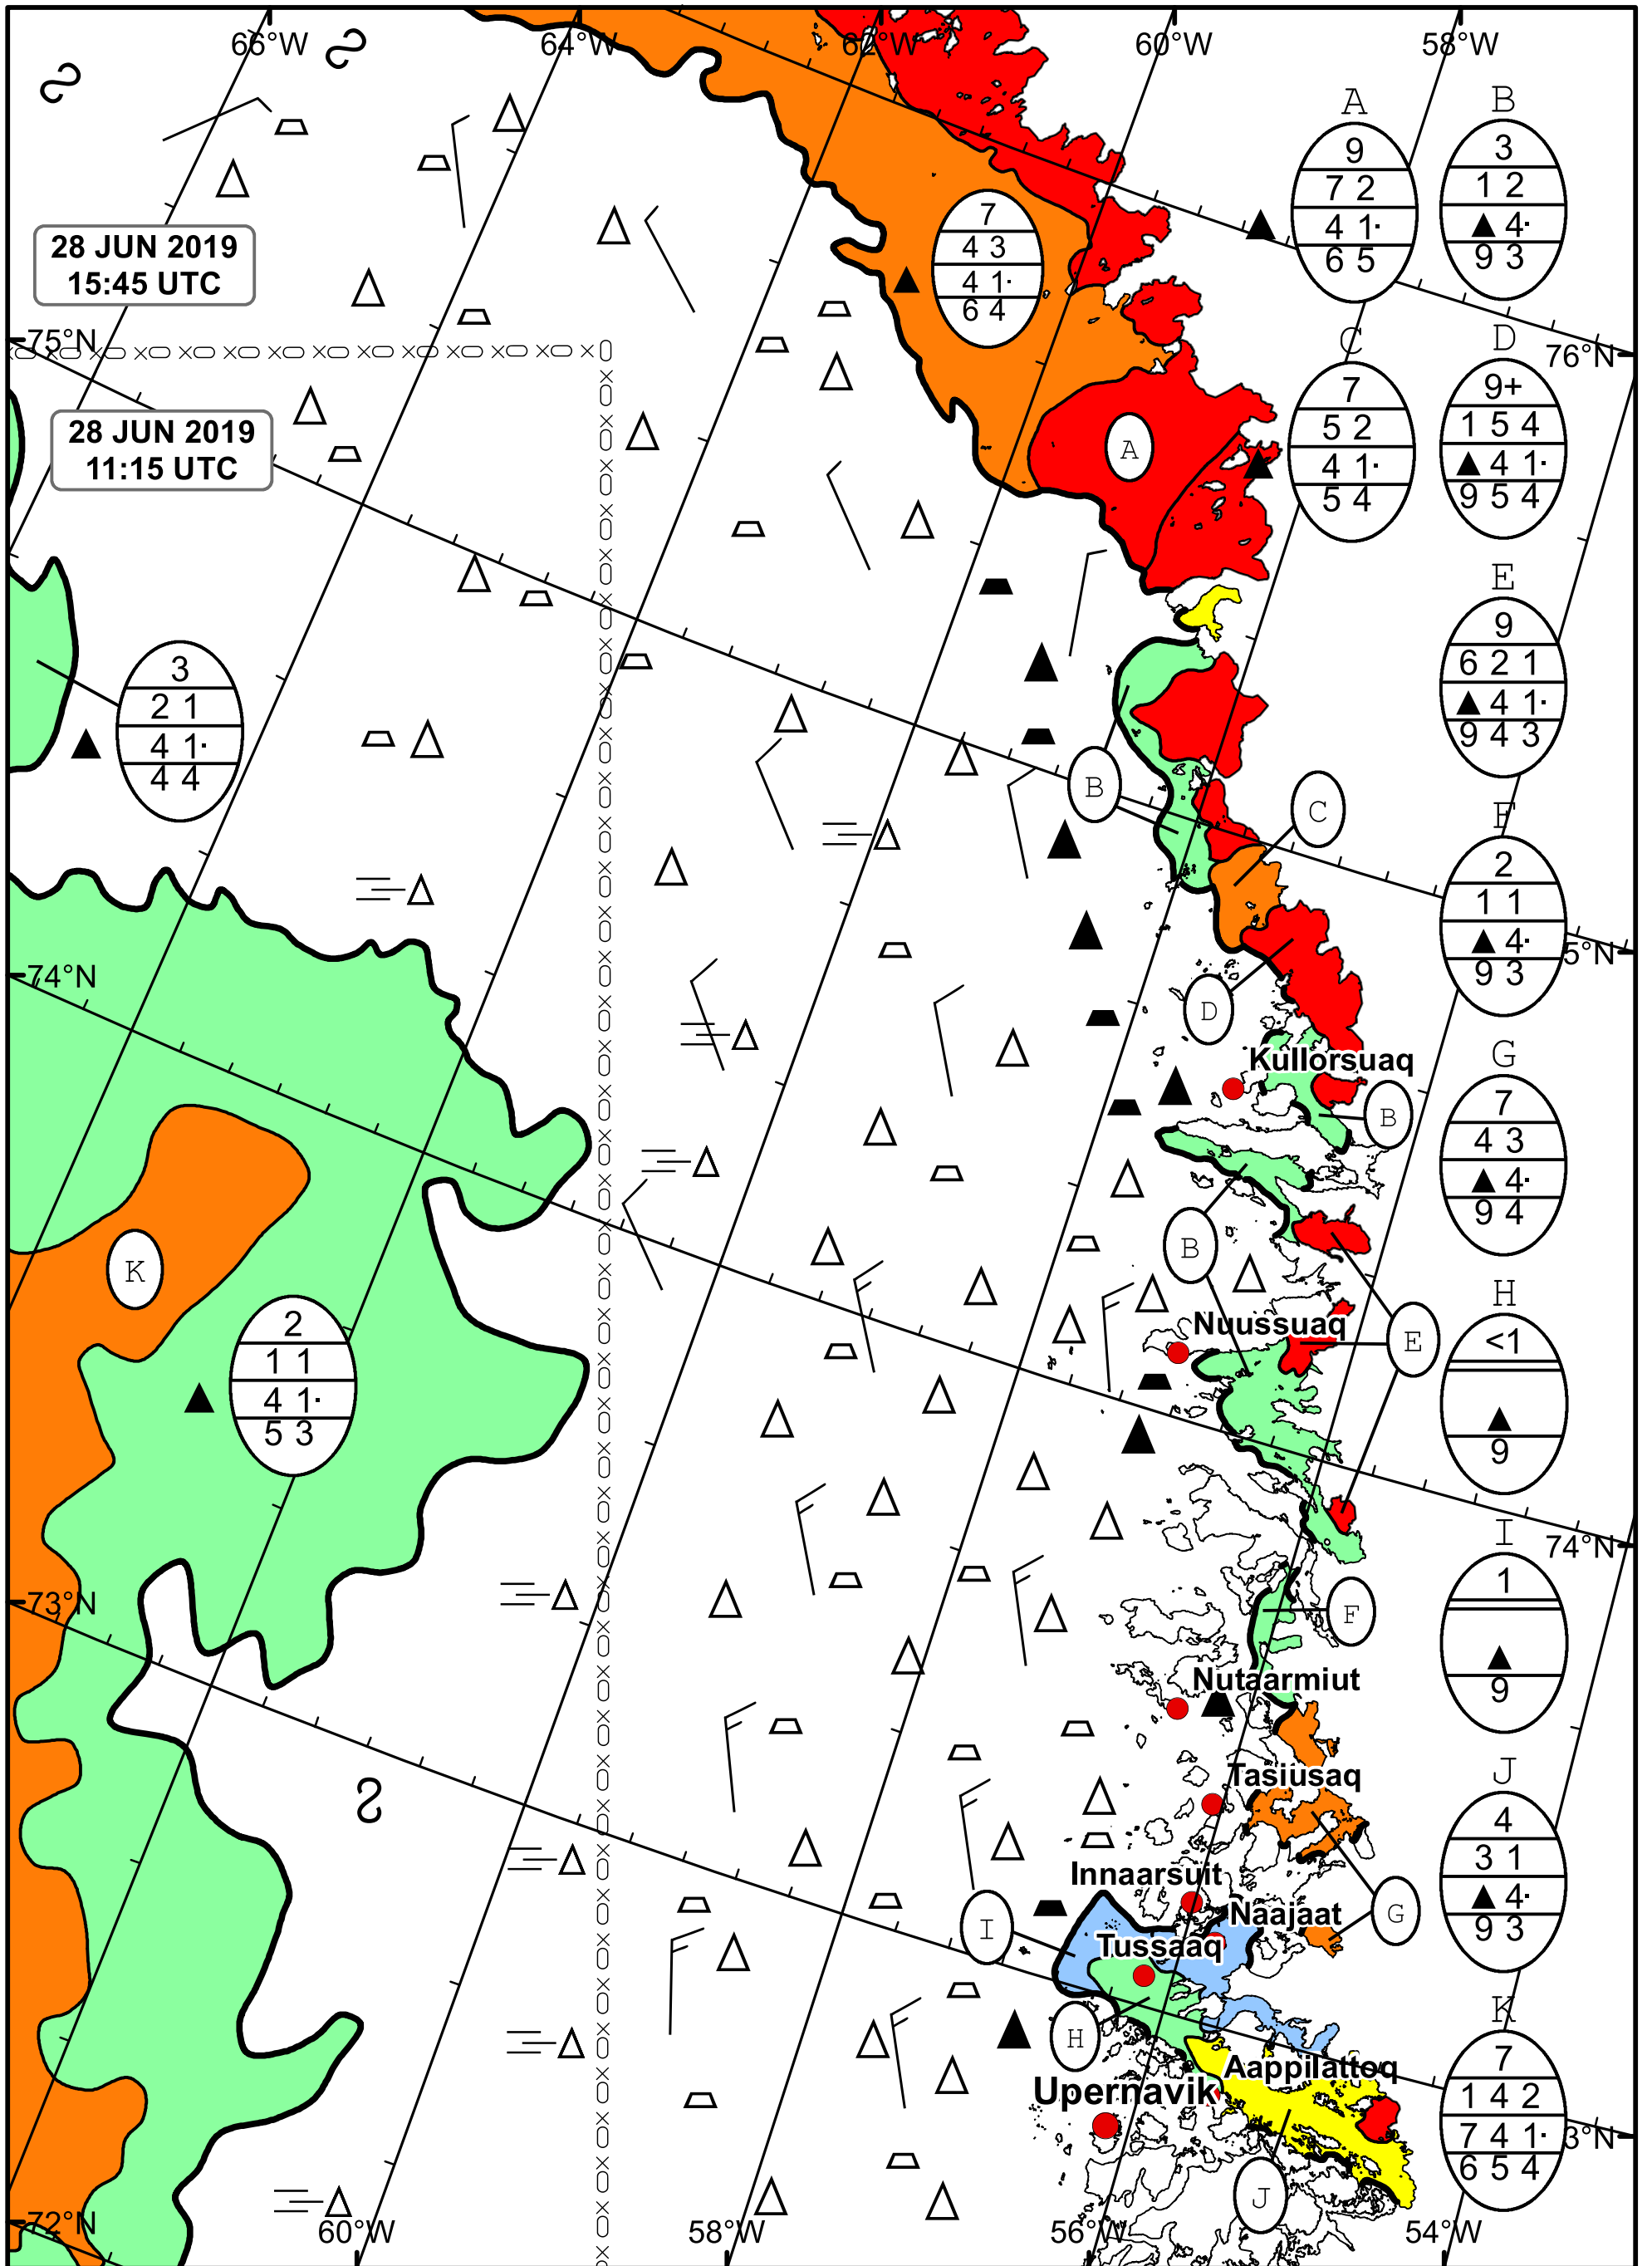 66°W
64°W
62°W
60°W
58°W
28 JUN 2019
15:45 UTC
75°N
28 JUN 2019
11:15 UTC
7
4 3
4 1·
6 4
A
9
7 2
4 1·
6 5
B
3
1 2
▲ 4·
9 3
76°N
C
7
5 2
4 1·
5 4
D
9+
1 5 4
▲ 4 1·
9 5 4
A
E
9
6 2 1
▲ 4 1·
9 4 3
3
2 1
4 1·
4 4
B
C
F
2
1 1
▲ 4·
9 3
5°N
74°N
D
Kullorsuaq
B
G
7
4 3
▲ 4·
9 4
B
K
Nuussuaq
E
H
<1
▲
9
2
1 1
4 1·
5 3
74°N
I
1
▲
9
73°N
F
Nutaarmiut
Tasiusaq
J
4
3 1
▲ 4·
9 3
Innaarsuit
Naajaat
G
I
Tussaaq
H
K
7
1 4 2
7 4 1·
6 5 4
Aappilattoq
Upernavik
3°N
J
72°N
60°W
58°W
56°W
54°W